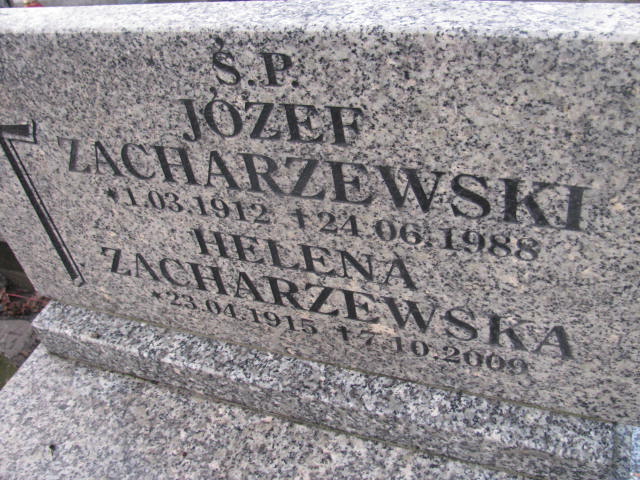 Ś.P.
JÓZEF
ZACHARZEWSKI
*1.03.1912 †24.06.1988
HELENA
ZACHARZEWSKA
*23.04.1915 †7.10.2009